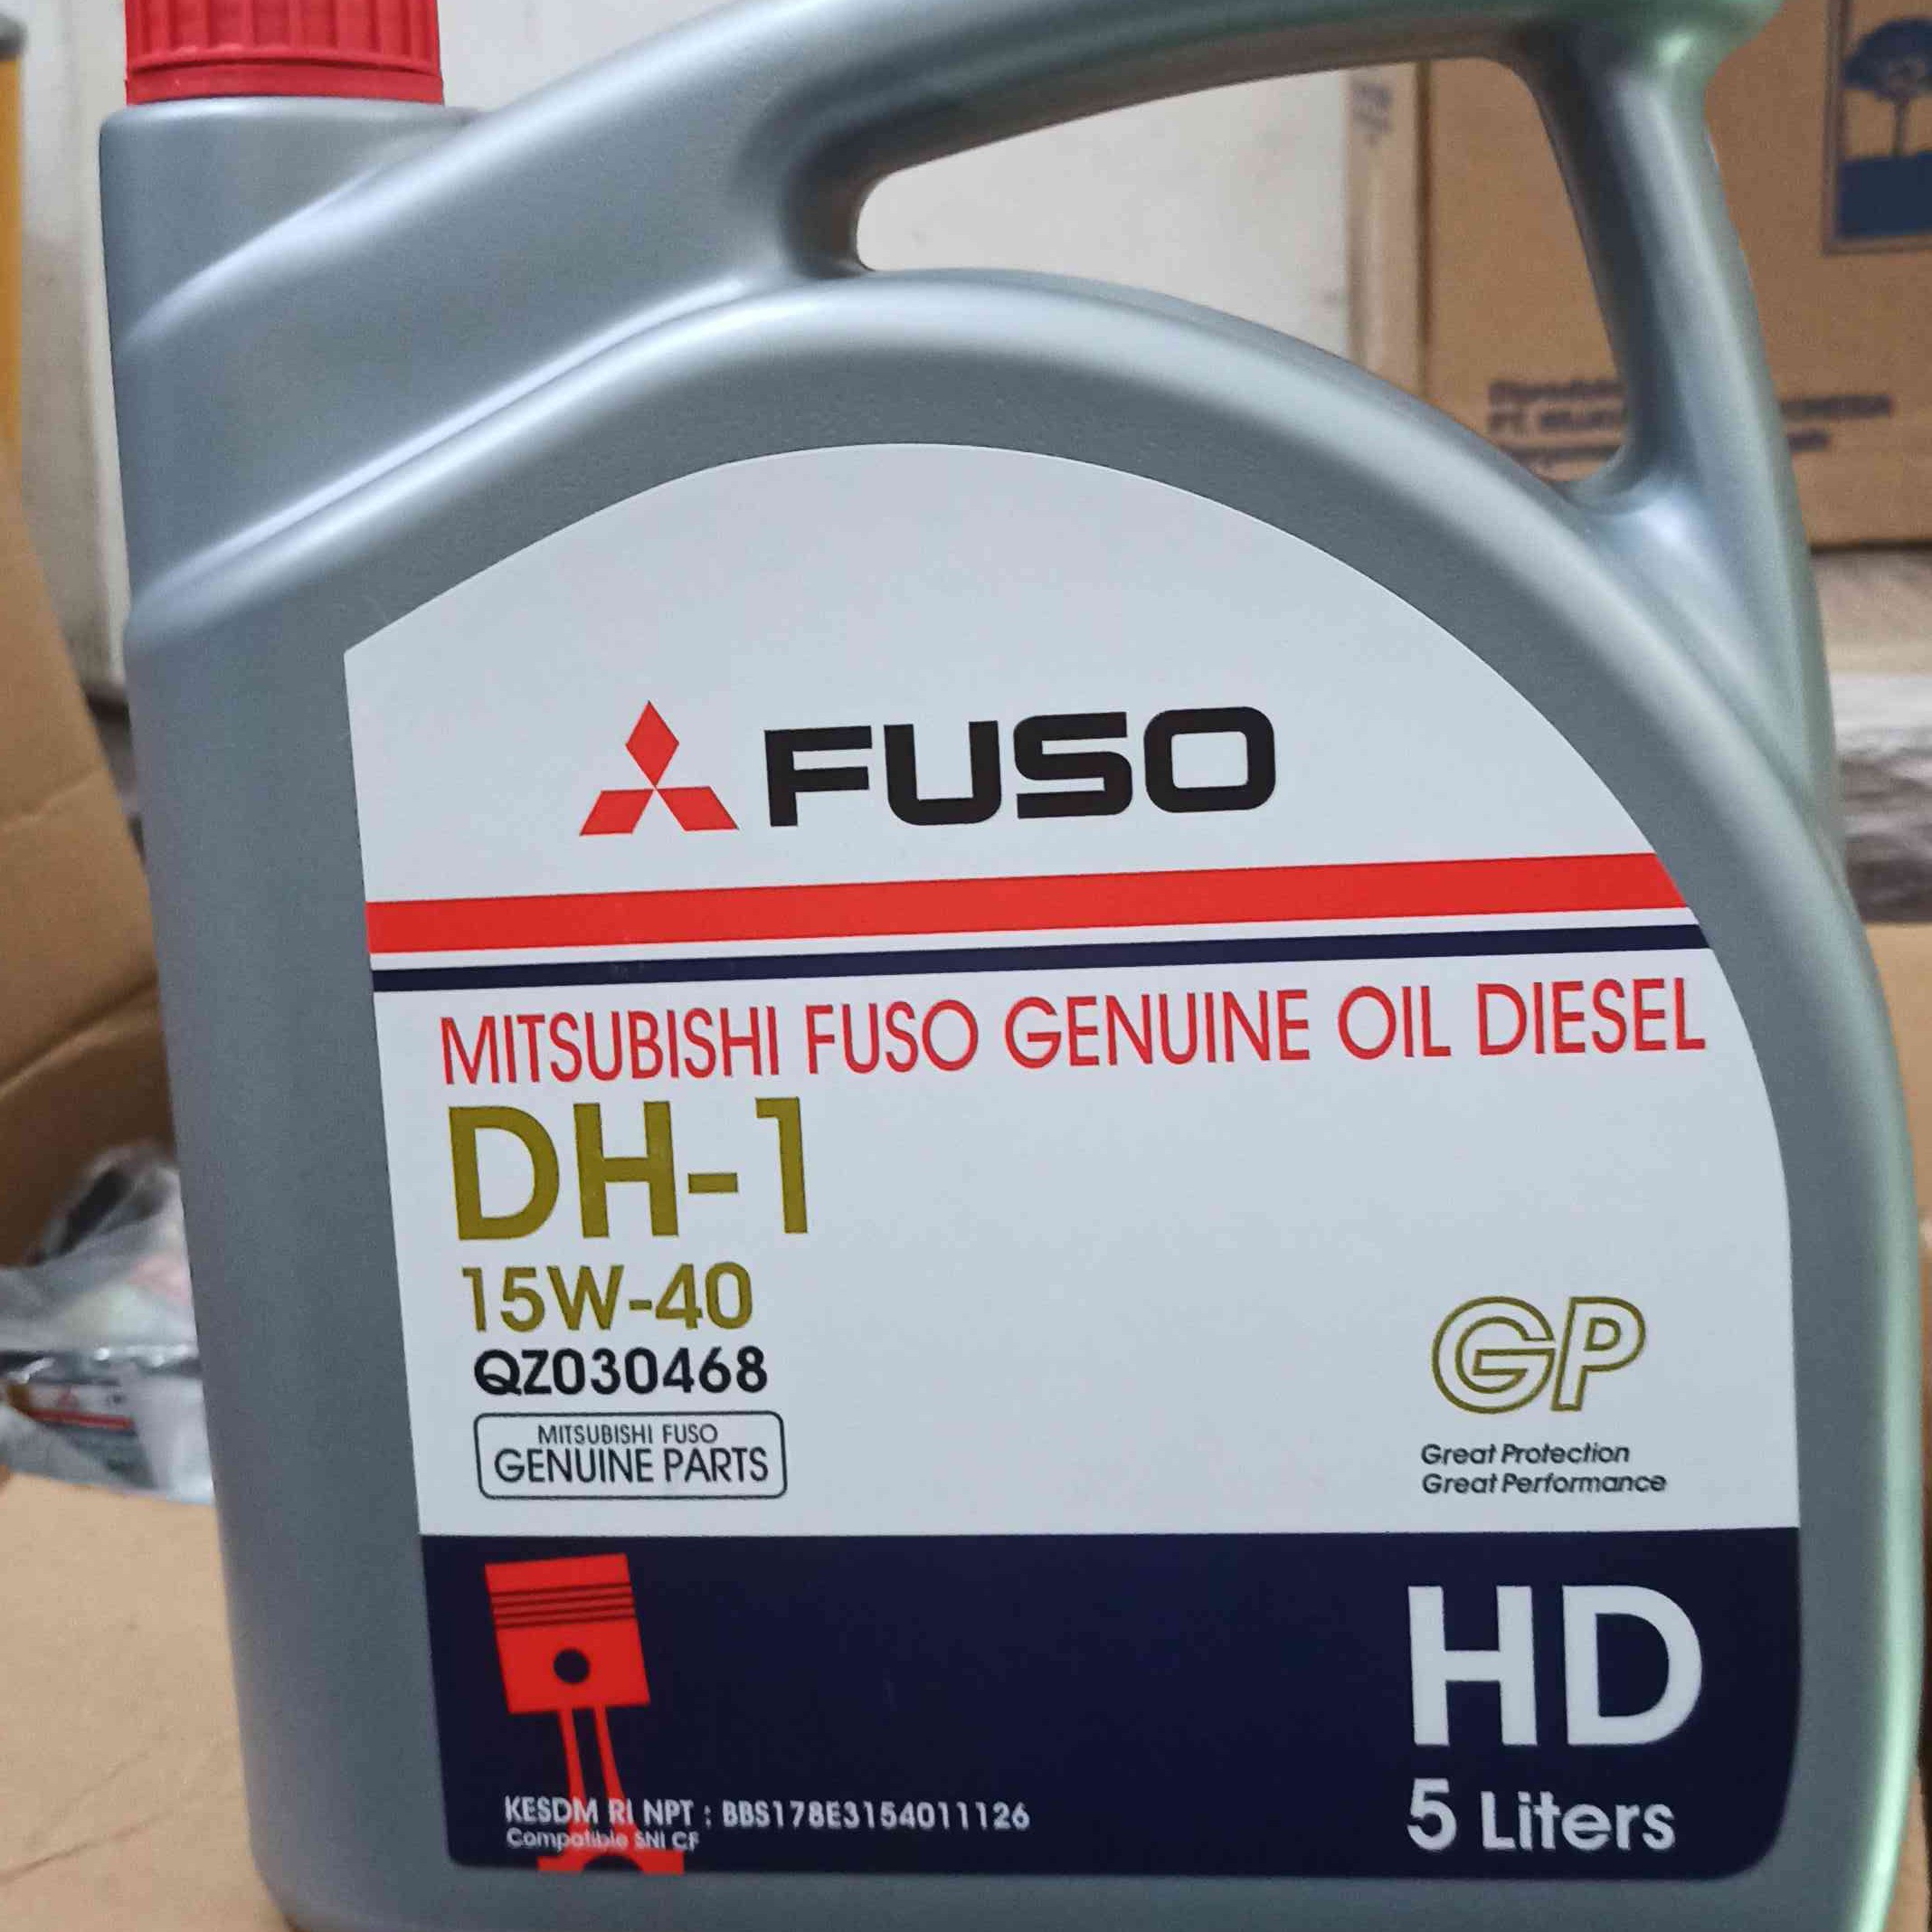 FUSO
MITSUBISHI FUSO GENUINE OIL DIESEL
DH-1
15W-40
QZ030468
MITSUBISHI FUSO
GENUINE PARTS
GP
Great Protection
Great Performance
HD
5 Liters
KESDM RI NPT : BBS178E3154011126
Compatible SNI CF